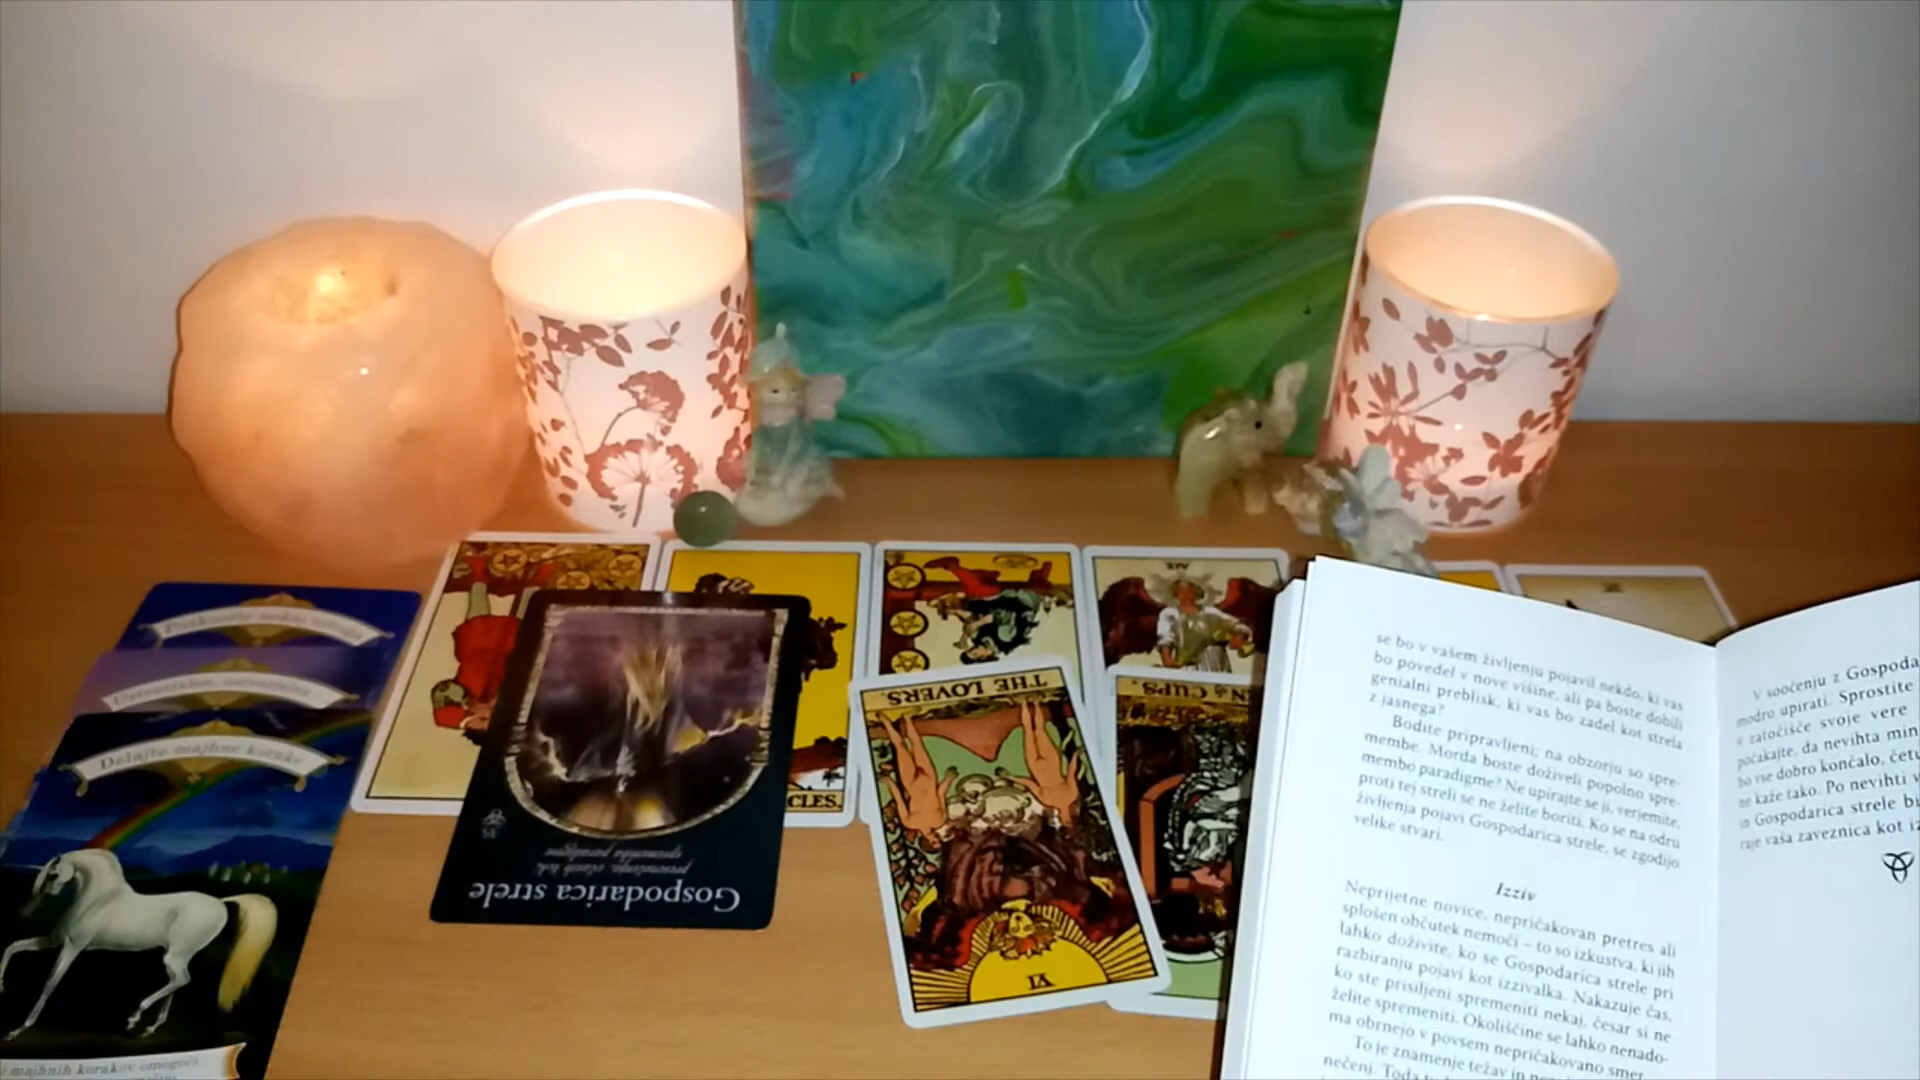 Delajte majhne korake
majhnih korakov omogoči
Gospodarica strele
sprememba paradigme
CLES.
THE LOVERS.
VI
N of CUPS.
se bo v vašem življenju pojavil nekdo, ki vas
bo povedel v nove višine, ali pa boste dobili
genialni preblisk, ki vas bo zadel kot strela
z jasnega?
Bodite pripravljeni; na obzorju so spre-
membe. Morda boste doživeli popolno spre-
membo paradigme? Ne upirajte se ji, verjemite,
proti tej streli se ne želite boriti. Ko se na odru
življenja pojavi Gospodarica strele, se zgodijo
velike stvari.
Izziv
Neprijetne novice, nepričakovan pretres ali
splošen občutek nemoči – to so izkustva, ki jih
lahko doživite, ko se Gospodarica strele pri
razbiranju pojavi kot izzivalka. Nakazuje čas,
ko ste prisiljeni spremeniti nekaj, česar si ne
želite spremeniti. Okoliščine se lahko nenado-
ma obrnejo v povsem nepričakovano smer.
To je znamenje težav in
nečenj. Toda
V soočenju z Gospoda
modro upirati. Sprostite
v zatočišče svoje vere
počakajte, da nevihta min
bo vse dobro končalo, četu
ne kaže tako. Po nevihti v
Gospodarica strele b
vaša zaveznica kot iz